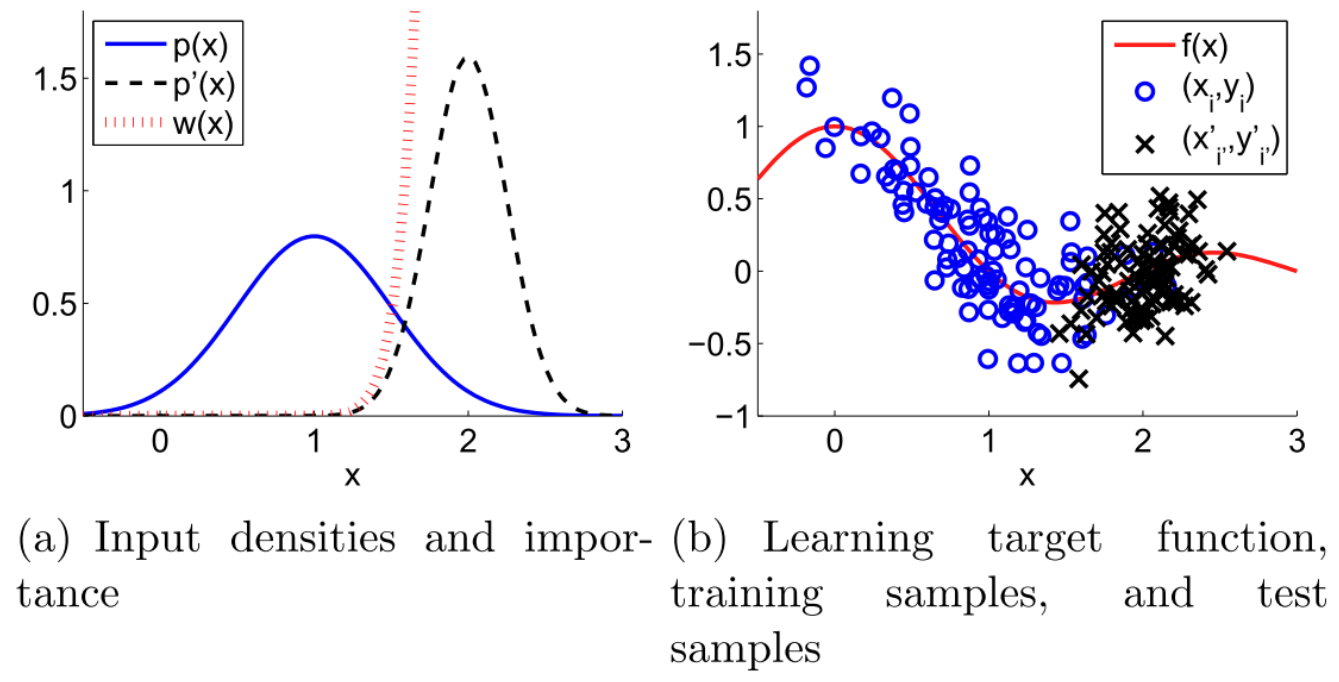 p(x)
p'(x)
w(x)
1.5
1
0.5
0
0 1 2 3
x
f(x)
(x_i,y_i)
(x'_i',y'_i')
1.5
1
0.5
0
−0.5
−1
0 1 2 3
x
(a) Input densities and impor-
tance
(b) Learning target function,
training samples, and test
samples